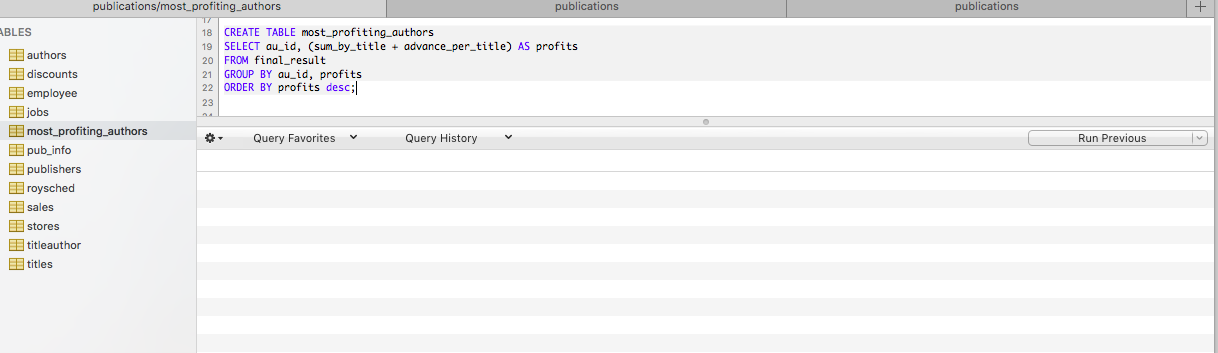 publications/most_profiting_authors
publications
publications
ABLES
authors
discounts
employee
jobs
most_profiting_authors
pub_info
publishers
roysched
sales
stores
titleauthor
titles
17
18 CREATE TABLE most_profiting_authors
19 SELECT au_id, (sum_by_title + advance_per_title) AS profits
20 FROM final_result
21 GROUP BY au_id, profits
22 ORDER BY profits desc;
23
Query Favorites
Query History
Run Previous